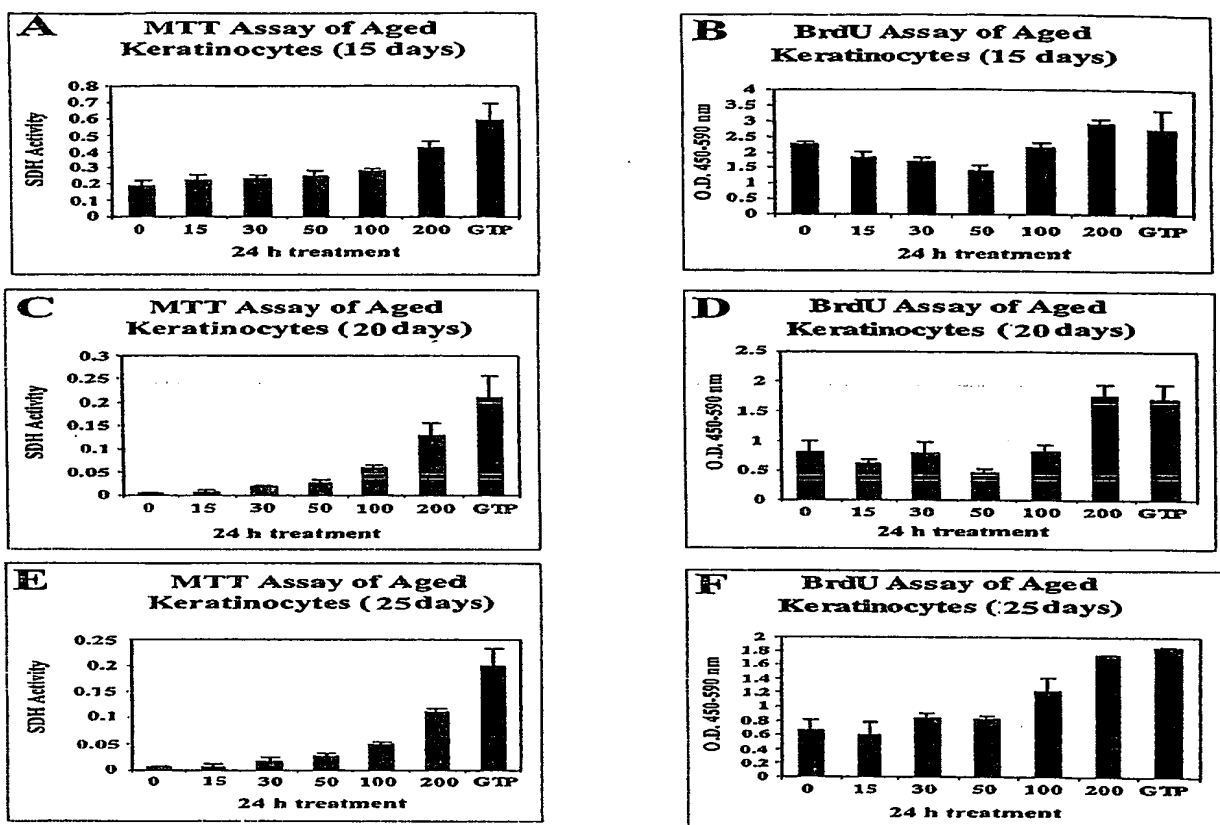 A
MTT Assay of Aged
Keratinocytes (15 days)
SDH Activity
0.8
0.7
0.6
0.5
0.4
0.3
0.2
0.1
0
0 15 30 50 100 200 GTP
24 h treatment
B
BrdU Assay of Aged
Keratinocytes (15 days)
O.D. 450-590 nm
4
3.5
3
2.5
2
1.5
1
0.5
0
0 15 30 50 100 200 GTP
24 h treatment
C
MTT Assay of Aged
Keratinocytes (20 days)
SDH Activity
0.3
0.25
0.2
0.15
0.1
0.05
0
0 15 30 50 100 200 GTP
24 h treatment
D
BrdU Assay of Aged
Keratinocytes (20 days)
O.D. 450-590 nm
2.5
2
1.5
1
0.5
0
0 15 30 50 100 200 GTP
24 h treatment
E
MTT Assay of Aged
Keratinocytes (25 days)
SDH Activity
0.25
0.2
0.15
0.1
0.05
0
0 15 30 50 100 200 GTP
24 h treatment
F
BrdU Assay of Aged
Keratinocytes (25 days)
O.D. 450-590 nm
2
1.8
1.6
1.4
1.2
1
0.8
0.6
0.4
0.2
0
0 15 30 50 100 200 GTP
24 h treatment